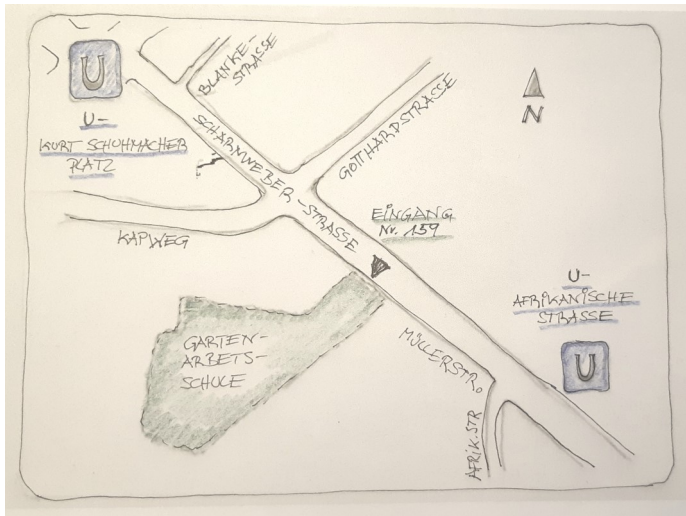 U
U-
KURT SCHUHMACHER
PLATZ
BLANKE-
STRASSE
SCHARNWEBER-STRASSE
GOTTHARDSTRASSE
N
KAPWEG
EINGANG
Nr. 159
U-
AFRIKANISCHE
STRASSE
U
GARTEN-
ARBETS-
SCHULE
MÜLLERSTR.
AFRIK.STR